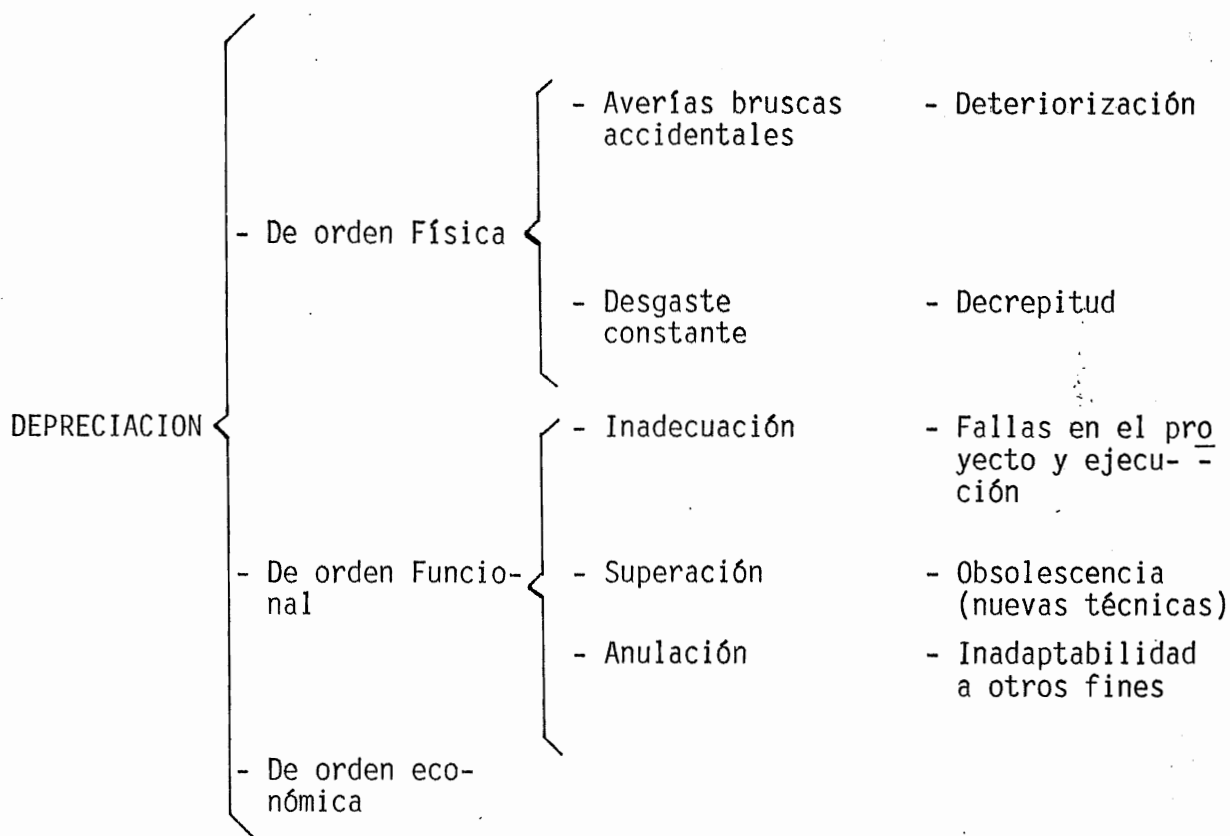 - Averías bruscas accidentales
- Deteriorización
- De orden Física
- Desgaste constante
- Decrepitud
DEPRECIACION
- Inadecuación
- Fallas en el pro
yecto y ejecu- -
ción
- De orden Funcio-
nal
- Superación
- Obsolescencia
(nuevas técnicas)
- Anulación
- Inadaptabilidad
a otros fines
- De orden eco-
nómica